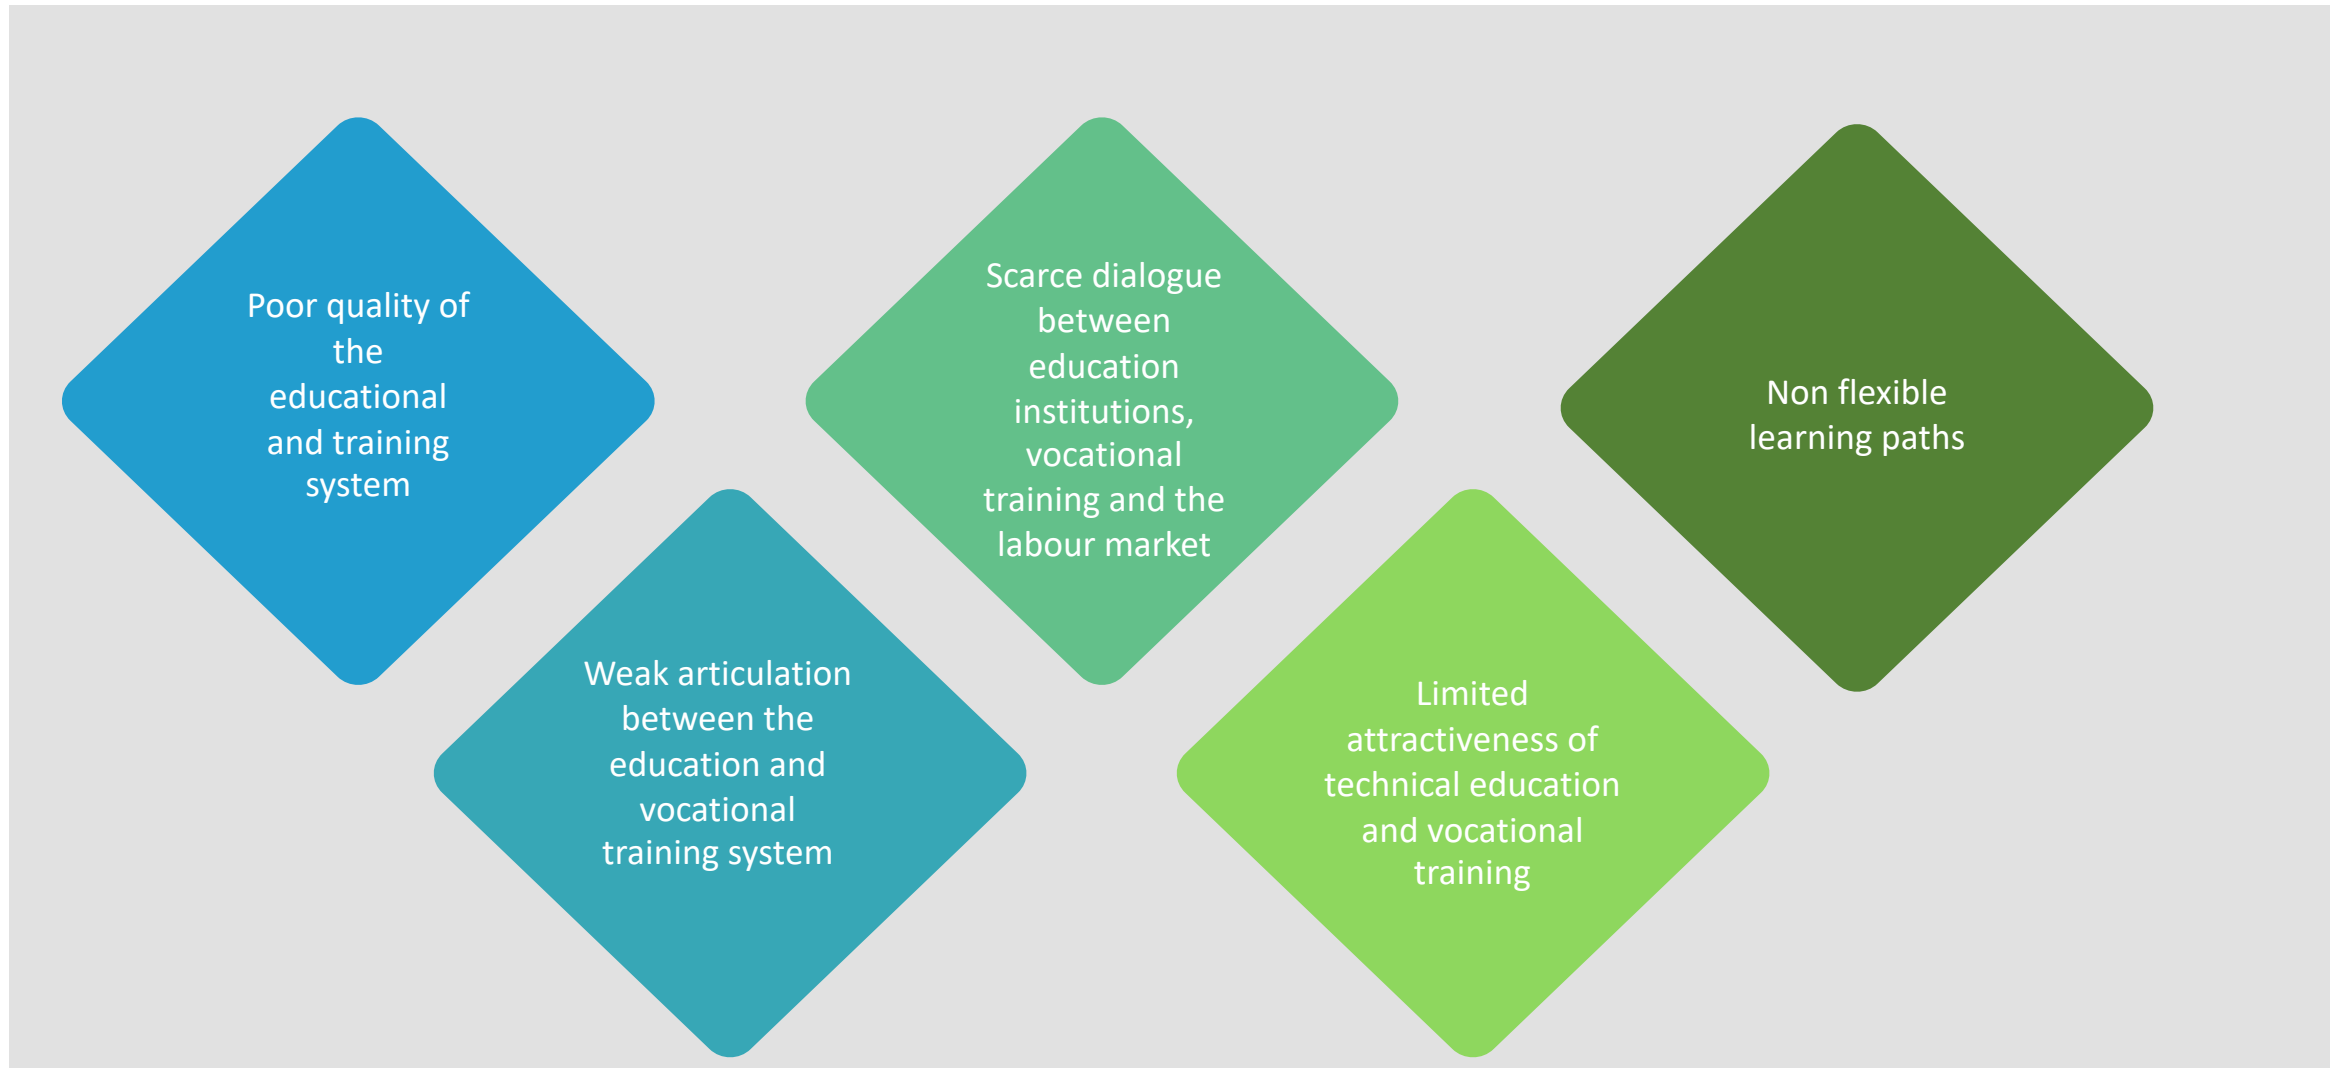 Poor quality of
the
educational
and training
system
Weak articulation
between the
education and
vocational
training system
Scarce dialogue
between
education
institutions,
vocational
training and the
labour market
Limited
attractiveness of
technical education
and vocational
training
Non flexible
learning paths